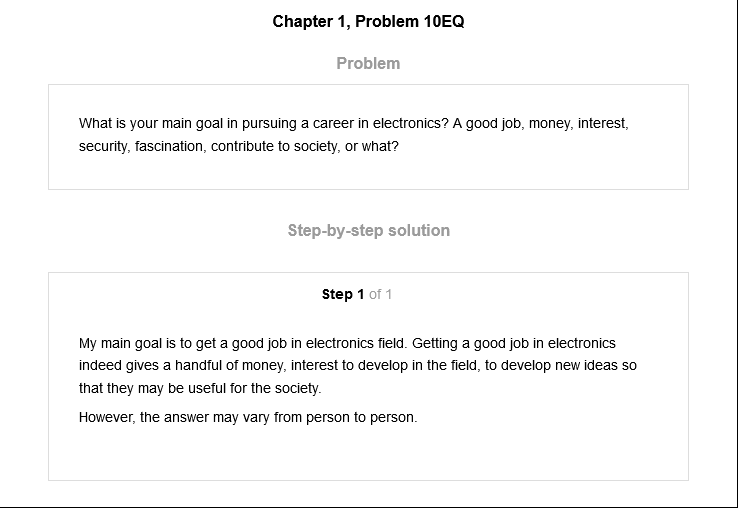 Chapter 1, Problem 10EQ
Problem
What is your main goal in pursuing a career in electronics? A good job, money, interest,
security, fascination, contribute to society, or what?
Step-by-step solution
Step 1 of 1
My main goal is to get a good job in electronics field. Getting a good job in electronics
indeed gives a handful of money, interest to develop in the field, to develop new ideas so
that they may be useful for the society.
However, the answer may vary from person to person.